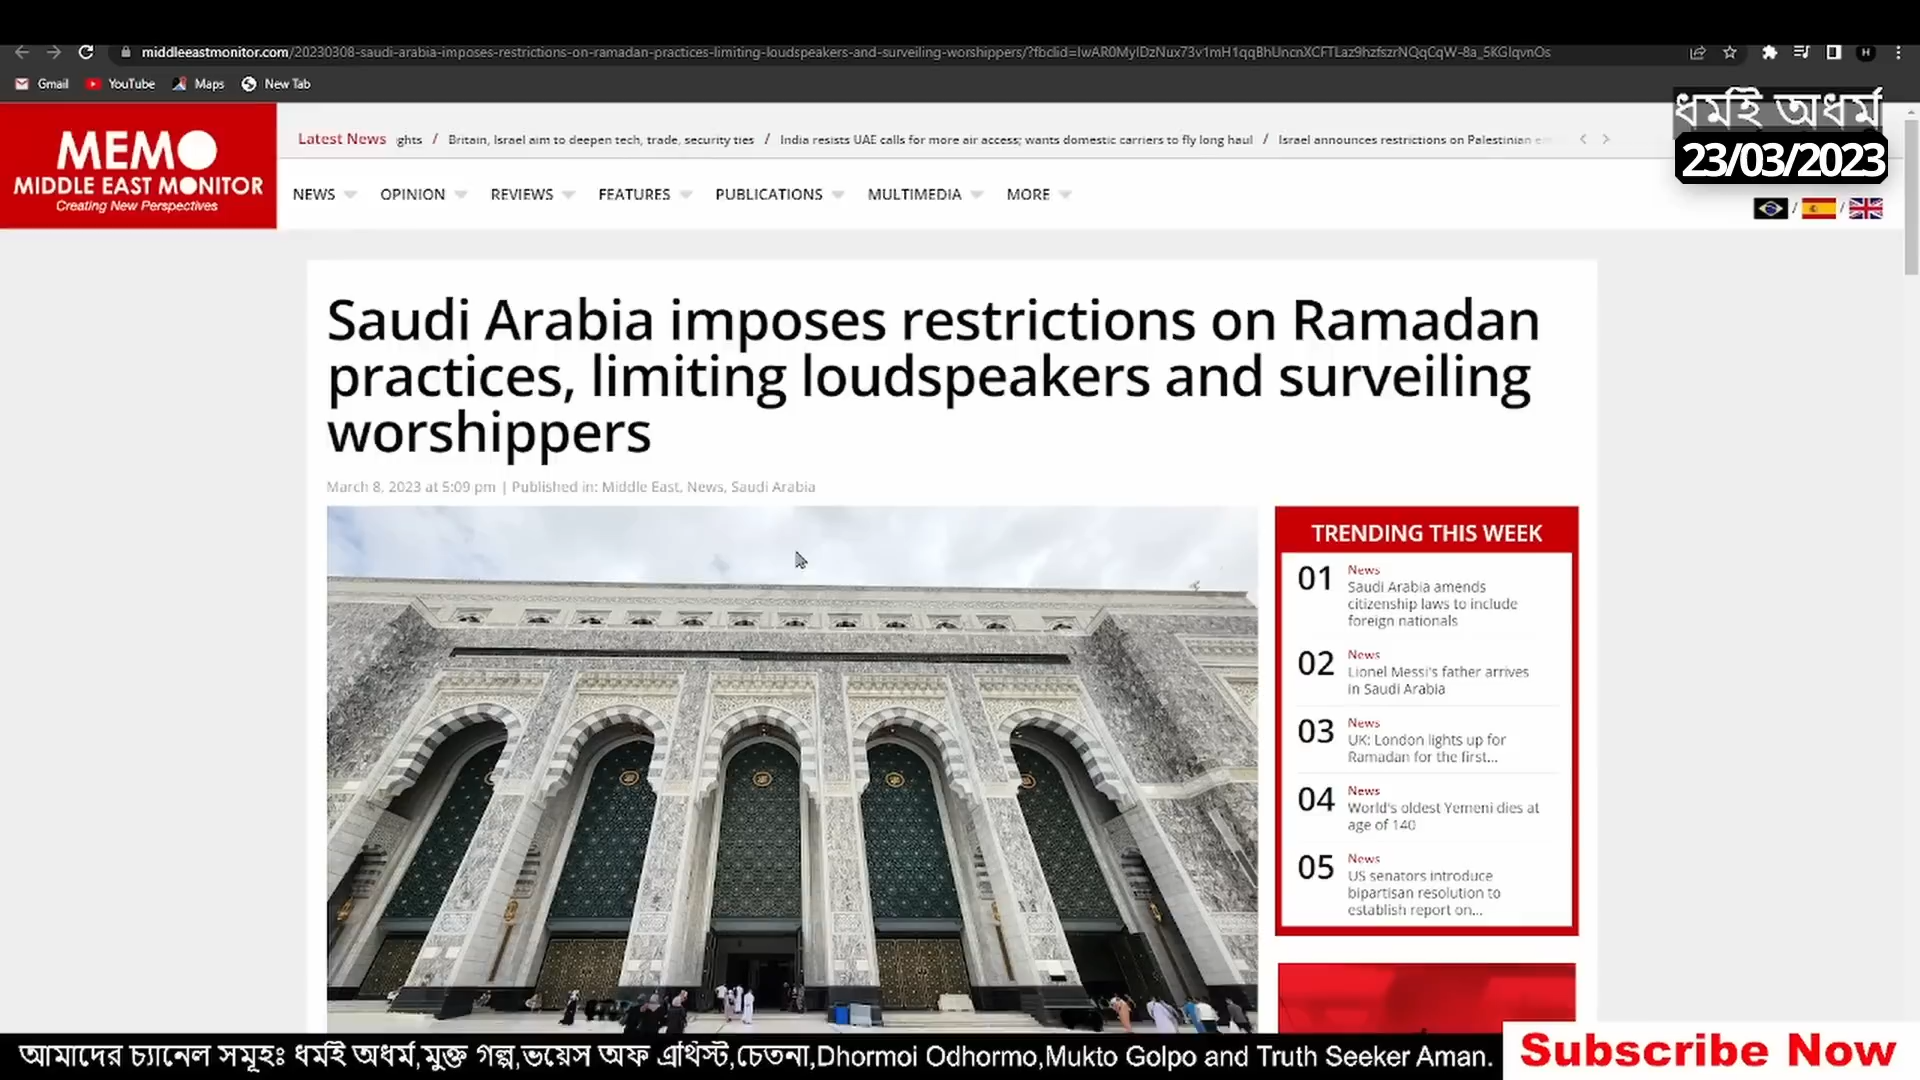 middleeastmonitor.com/20230308-saudi-arabia-imposes-restrictions-on-ramadan-practices-limiting-loudspeakers-and-surveiling-worshippers/
Gmail YouTube Maps New Tab
ধর্মই অধর্ম
23/03/2023
MEMO
MIDDLE EAST MONITOR
Creating New Perspectives
Latest News ghts / Britain, Israel aim to deepen tech, trade, security ties / India resists UAE calls for more air access; wants domestic carriers to fly long haul / Israel announces restrictions on Palestinian
NEWS OPINION REVIEWS FEATURES PUBLICATIONS MULTIMEDIA MORE
Saudi Arabia imposes restrictions on Ramadan
practices, limiting loudspeakers and surveiling
worshippers
March 8, 2023 at 5:09 pm | Published in: Middle East, News, Saudi Arabia
TRENDING THIS WEEK
01 News
Saudi Arabia amends
citizenship laws to include
foreign nationals
02 News
Lionel Messi's father arrives
in Saudi Arabia
03 News
UK: London lights up for
Ramadan for the first...
04 News
World's oldest Yemeni dies at
age of 140
05 News
US senators introduce
bipartisan resolution to
establish report on...
আমাদের চ্যানেল সমূহঃ ধর্মই অধর্ম,মুক্ত গল্প,ভয়েস অফ এথিস্ট,চেতনা,Dhormoi Odhormo,Mukto Golpo and Truth Seeker Aman.
Subscribe Now